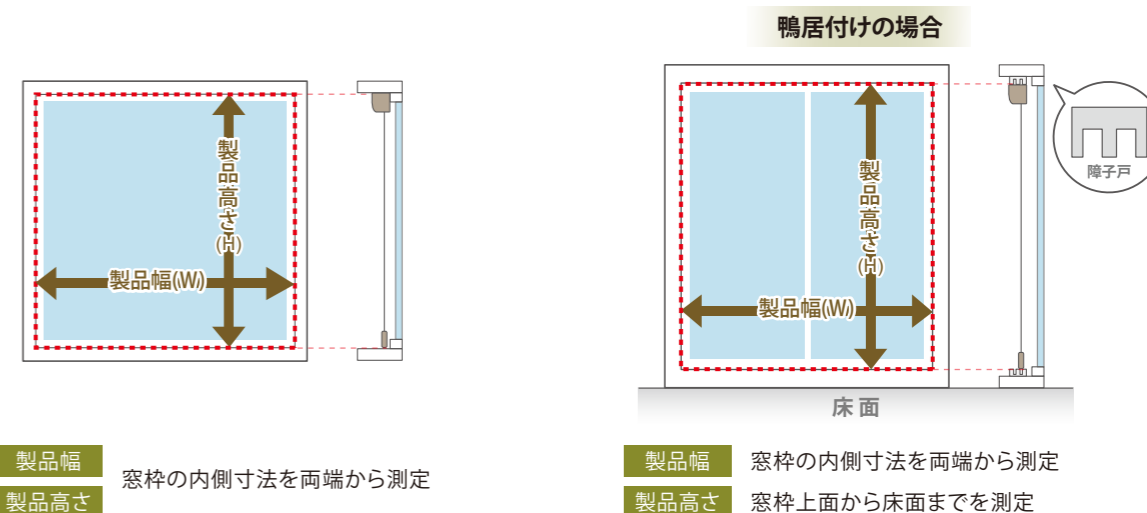 鴨居付けの場合
製品高さ(H)
製品幅(W)
製品高さ(H)
製品幅(W)
障子戸
床面
製品幅
製品高さ
窓枠の内側寸法を両端から測定
製品幅 窓枠の内側寸法を両端から測定
製品高さ 窓枠上面から床面までを測定